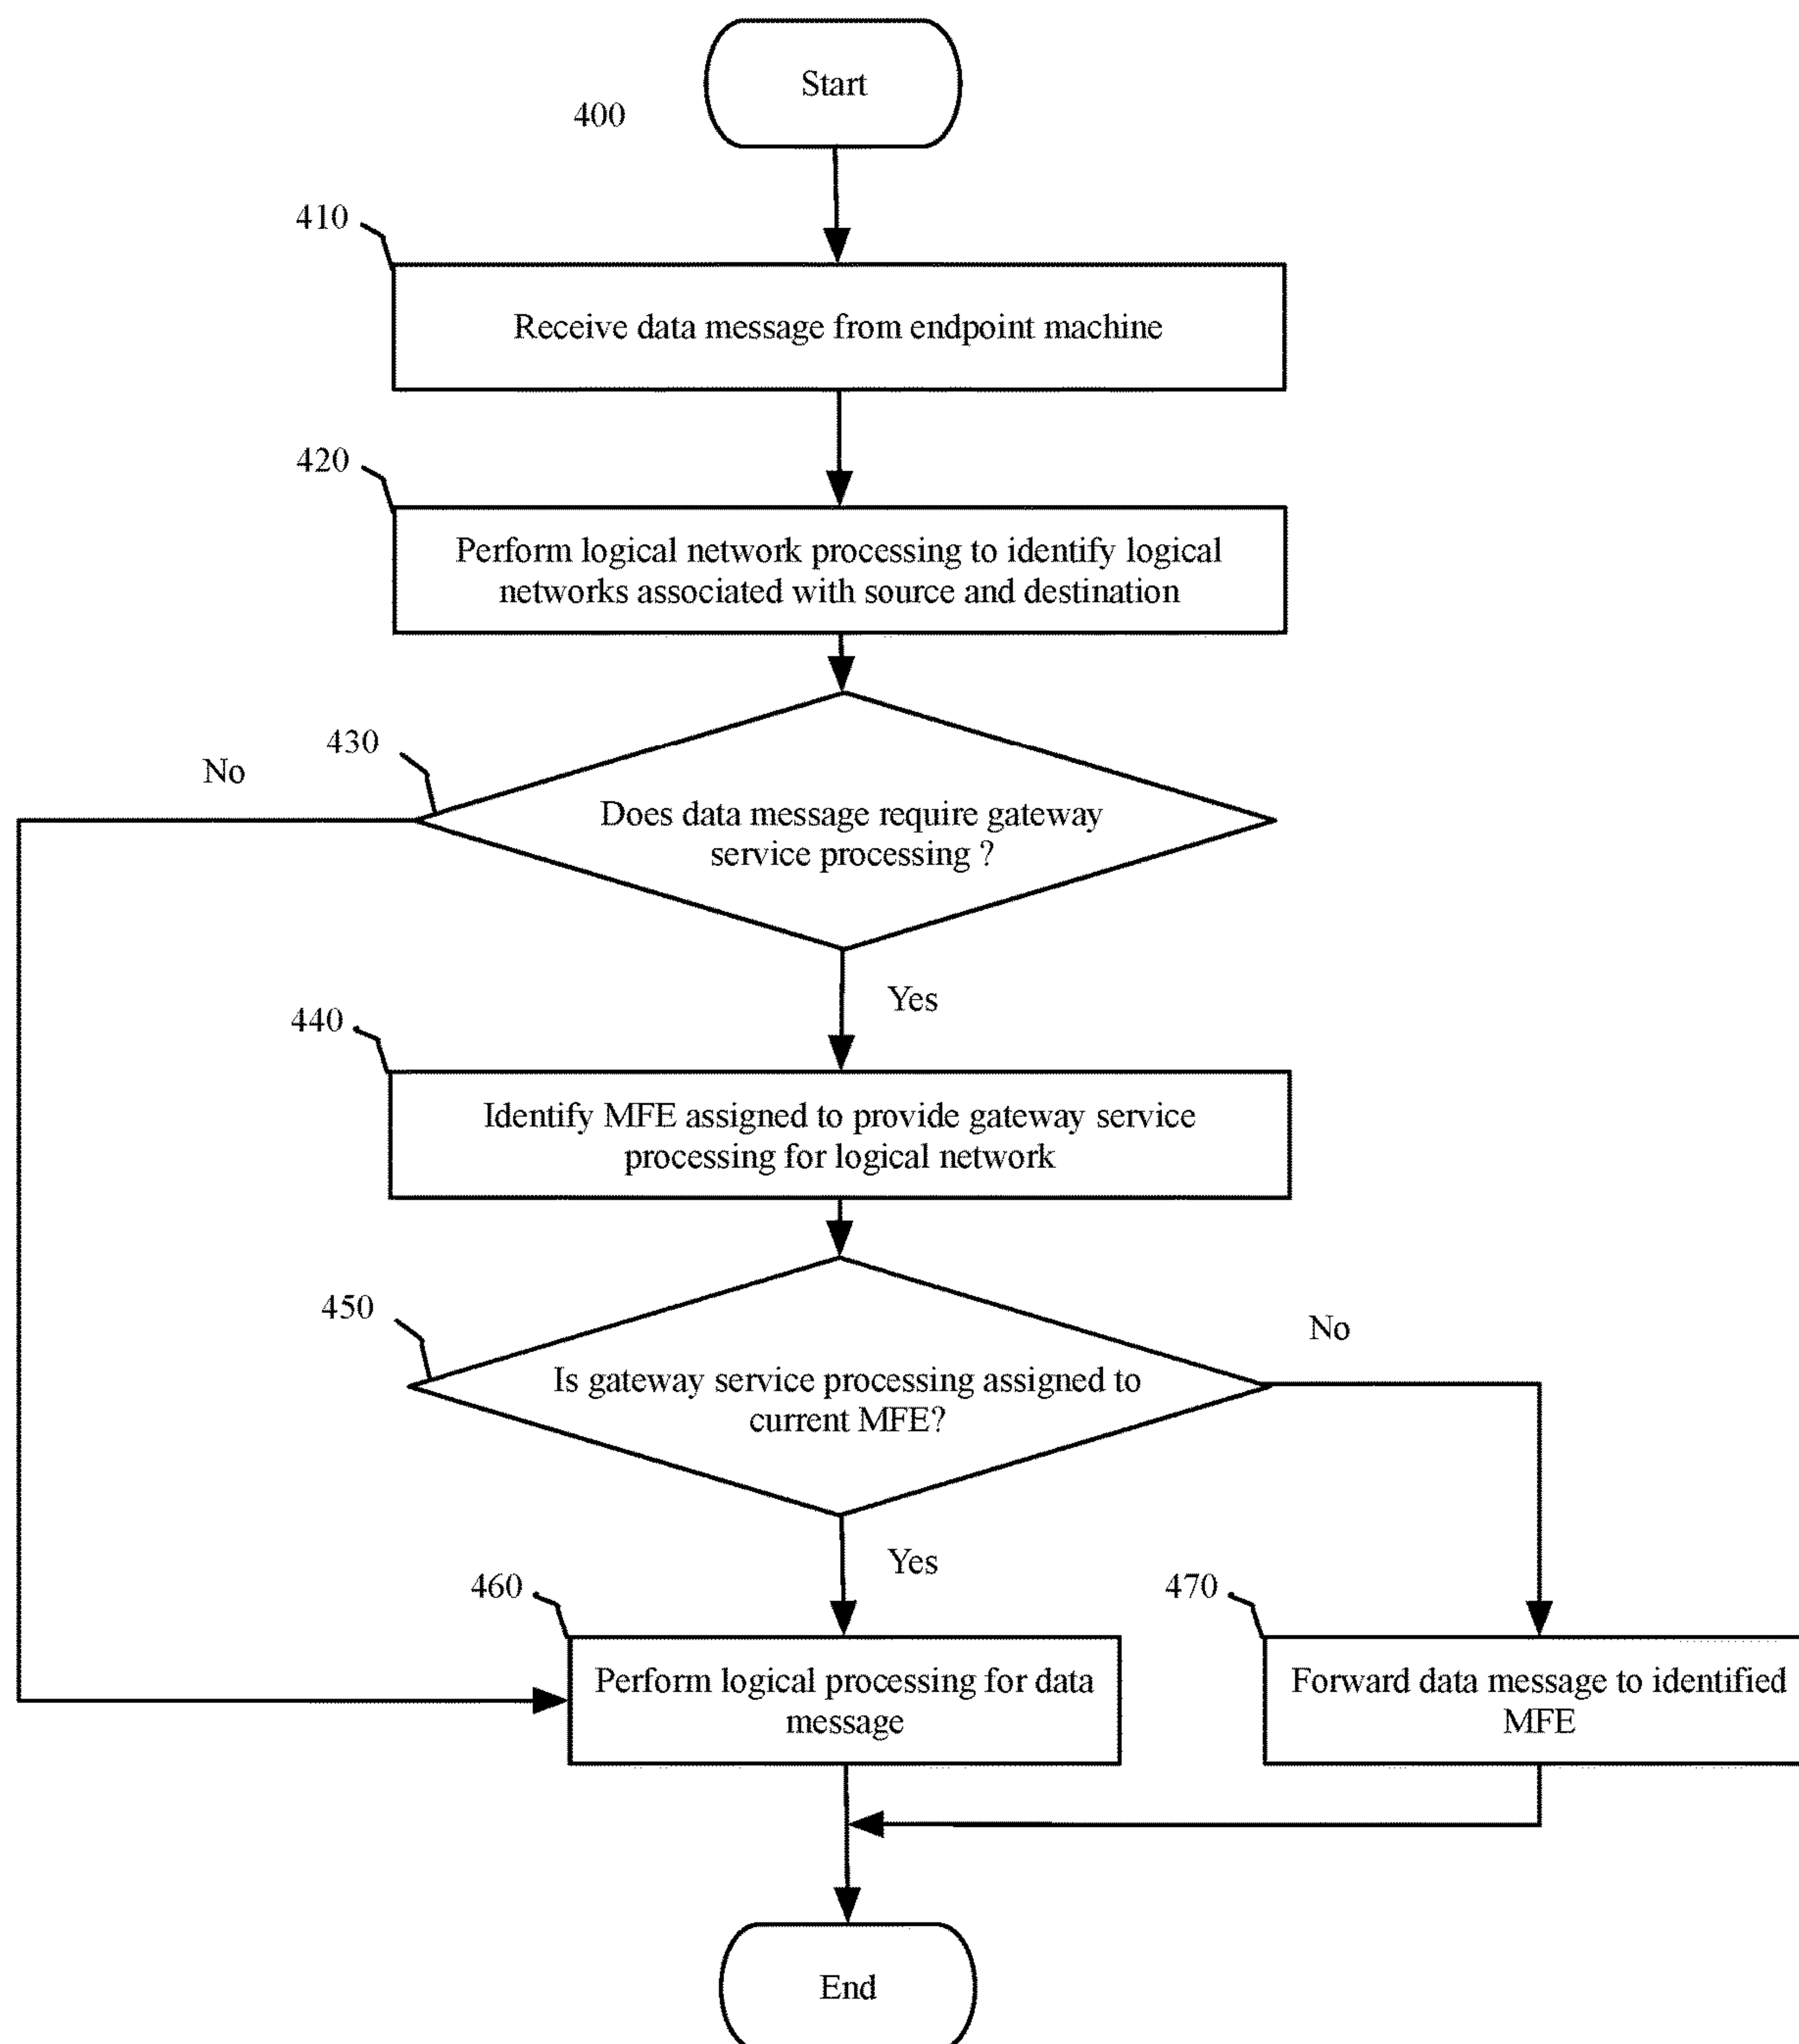 Start
400
410
Receive data message from endpoint machine
420
Perform logical network processing to identify logical
networks associated with source and destination
430
No
Does data message require gateway
service processing ?
Yes
440
Identify MFE assigned to provide gateway service
processing for logical network
450
No
Is gateway service processing assigned to
current MFE?
Yes
460
470
Perform logical processing for data
message
Forward data message to identified
MFE
End